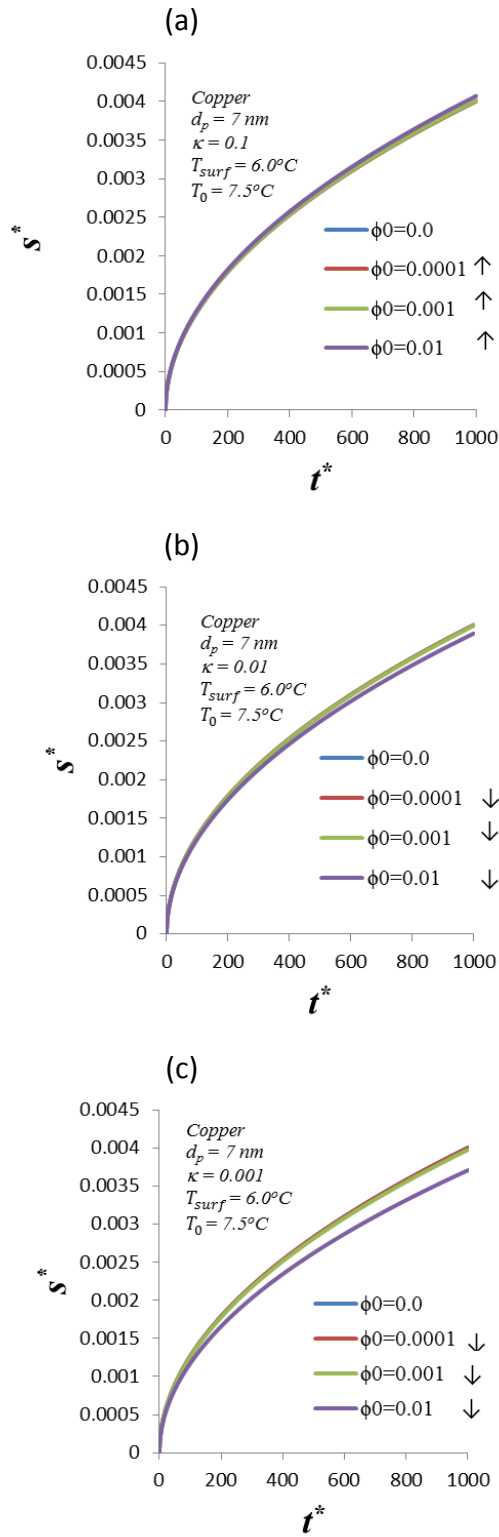 (a)
0.0045
0.004
0.0035
0.003
0.0025
0.002
0.0015
0.001
0.0005
0
s*
Copper
dp = 7 nm
κ = 0.1
Tsurf = 6.0°C
T0 = 7.5°C
ϕ0=0.0
ϕ0=0.0001 ↑
ϕ0=0.001 ↑
ϕ0=0.01 ↑
0 200 400 600 800 1000
t*
(b)
0.0045
0.004
0.0035
0.003
0.0025
0.002
0.0015
0.001
0.0005
0
s*
Copper
dp = 7 nm
κ = 0.01
Tsurf =6.0°C
T0 = 7.5°C
ϕ0=0.0
ϕ0=0.0001 ↓
ϕ0=0.001 ↓
ϕ0=0.01 ↓
0 200 400 600 800 1000
t*
(c)
0.0045
0.004
0.0035
0.003
0.0025
0.002
0.0015
0.001
0.0005
0
s*
Copper
dp = 7 nm
κ = 0.001
Tsurf = 6.0°C
T0 = 7.5°C
ϕ0=0.0
ϕ0=0.0001 ↓
ϕ0=0.001 ↓
ϕ0=0.01 ↓
0 200 400 600 800 1000
t*